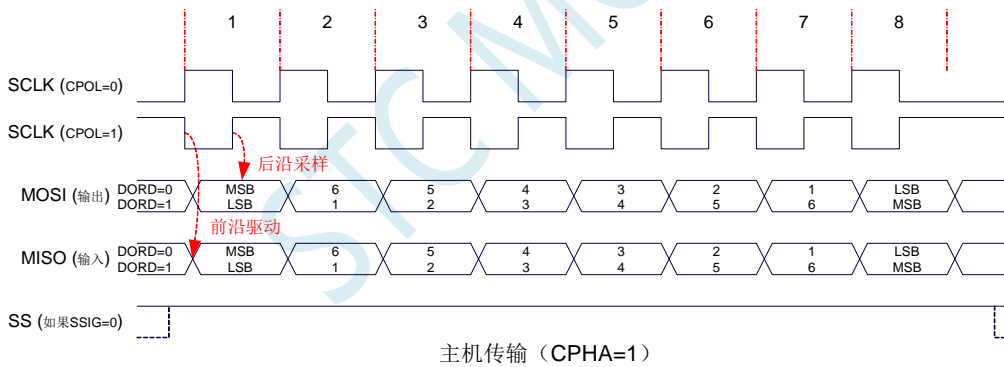 1 2 3 4 5 6 7 8
SCLK (CPOL=0)
SCLK (CPOL=1)
后沿采样
MOSI (输出) DORD=0 MSB 6 5 4 3 2 1 LSB
DORD=1 LSB 1 2 3 4 5 6 MSB
前沿驱动
MISO (输入) DORD=0 MSB 6 5 4 3 2 1 LSB
DORD=1 LSB 1 2 3 4 5 6 MSB
SS (如果SSIG=0)
主机传输（CPHA=1）